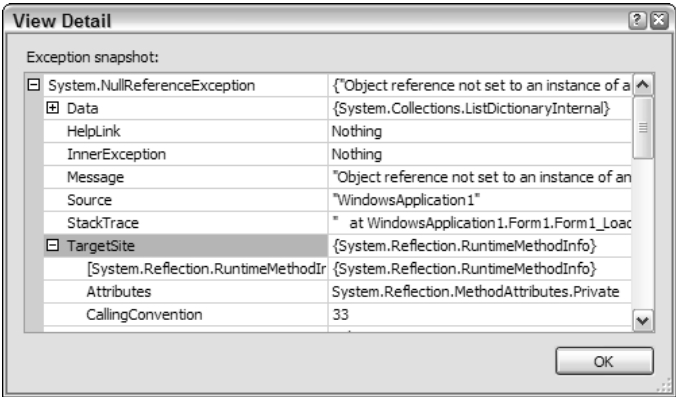 View Detail
Exception snapshot:
System.NullReferenceException {"Object reference not set to an instance of a
Data {System.Collections.ListDictionaryInternal}
HelpLink Nothing
InnerException Nothing
Message "Object reference not set to an instance of an
Source "WindowsApplication1"
StackTrace " at WindowsApplication1.Form1.Form1_Load
TargetSite {System.Reflection.RuntimeMethodInfo}
[System.Reflection.RuntimeMethodIr {System.Reflection.RuntimeMethodInfo}
Attributes System.Reflection.MethodAttributes.Private
CallingConvention 33
OK